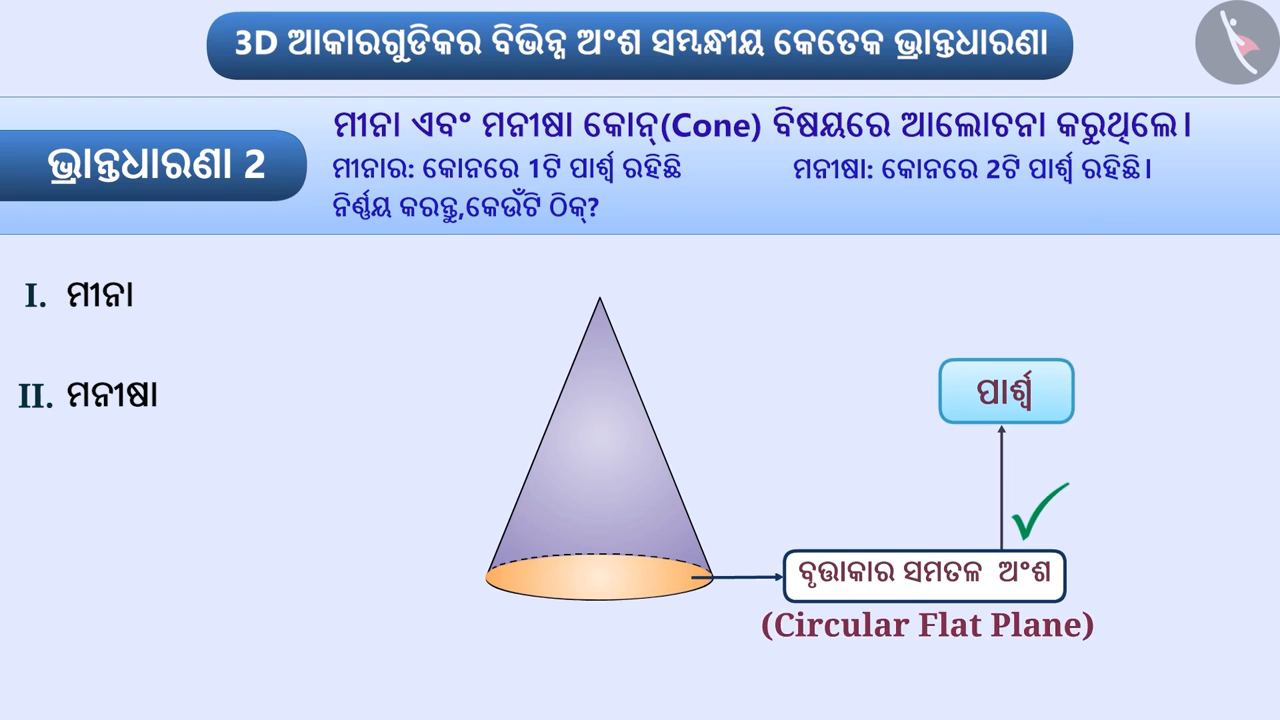 3D ଆକାରଗୁଡିକର ବିଭିନ୍ନ ଅଂଶ ସମ୍ବନ୍ଧୀୟ କେତେକ ଭ୍ରାନ୍ତଧାରଣା
ମୀନା ଏବଂ ମନୀଷା କୋନ୍(Cone) ବିଷୟରେ ଆଲୋଚନା କରୁଥିଲେ।
ଭ୍ରାନ୍ତଧାରଣା 2
ମୀନାର: କୋନରେ 1ଟି ପାର୍ଶ୍ଵ ରହିଛି ମନୀଷା: କୋନରେ 2ଟି ପାର୍ଶ୍ଵ ରହିଛି।
ନିର୍ଣ୍ଣୟ କରନ୍ତୁ,କେଉଁଟି ଠିକ୍?
I. ମୀନା
II. ମନୀଷା
ପାର୍ଶ୍ଵ
ବୃତ୍ତାକାର ସମତଳ ଅଂଶ
(Circular Flat Plane)